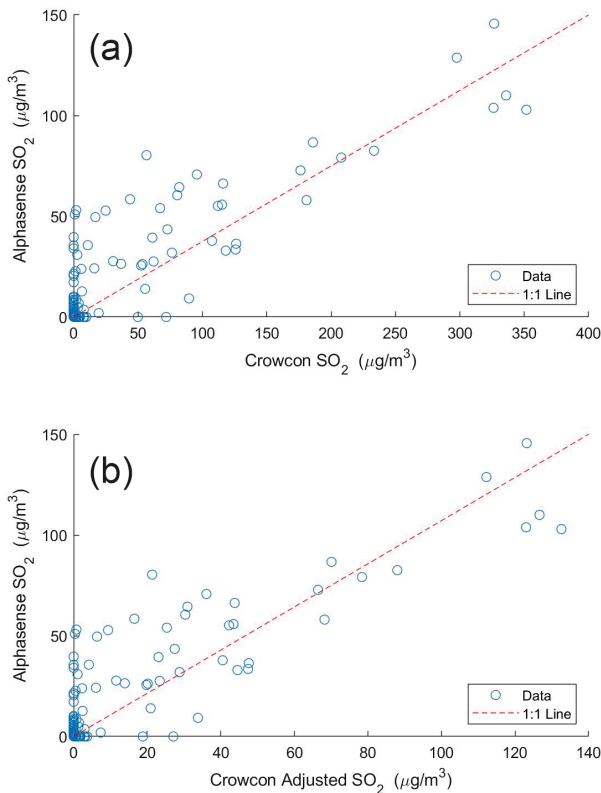 (a)
150
100
50
0
Alphasense SO2 (μg/m3)
0 50 100 150 200 250 300 350 400
Crowcon SO2 (μg/m3)
Data
1:1 Line
(b)
150
100
50
0
Alphasense SO2 (μg/m3)
0 20 40 60 80 100 120 140
Crowcon Adjusted SO2 (μg/m3)
Data
1:1 Line